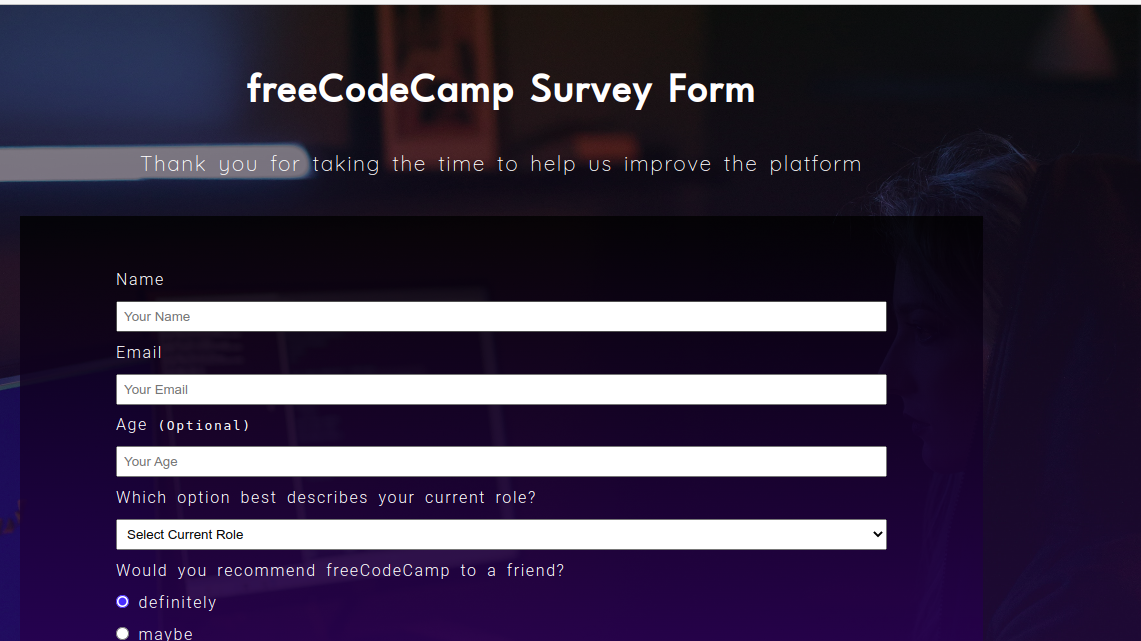 freeCodeCamp Survey Form
Thank you for taking the time to help us improve the platform
Name
Your Name
Email
Your Email
Age (Optional)
Your Age
Which option best describes your current role?
Select Current Role
Would you recommend freeCodeCamp to a friend?
definitely
maybe